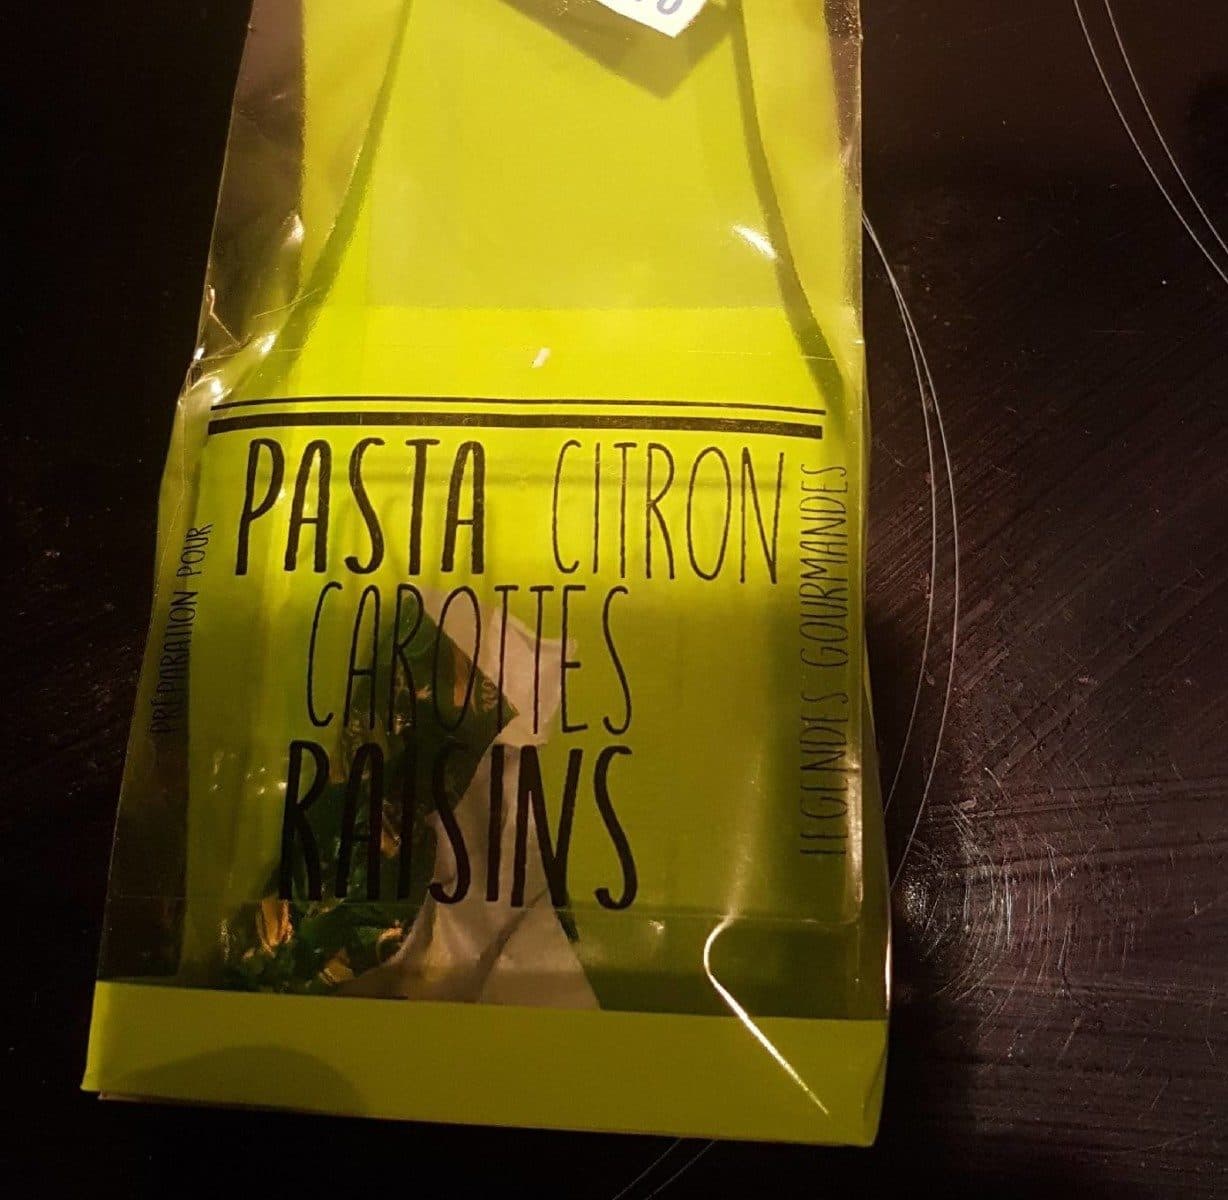 PRÉPARATION POUR
PASTA CITRON
CAROTTES
RAISINS
LEGENDES GOURMANDES